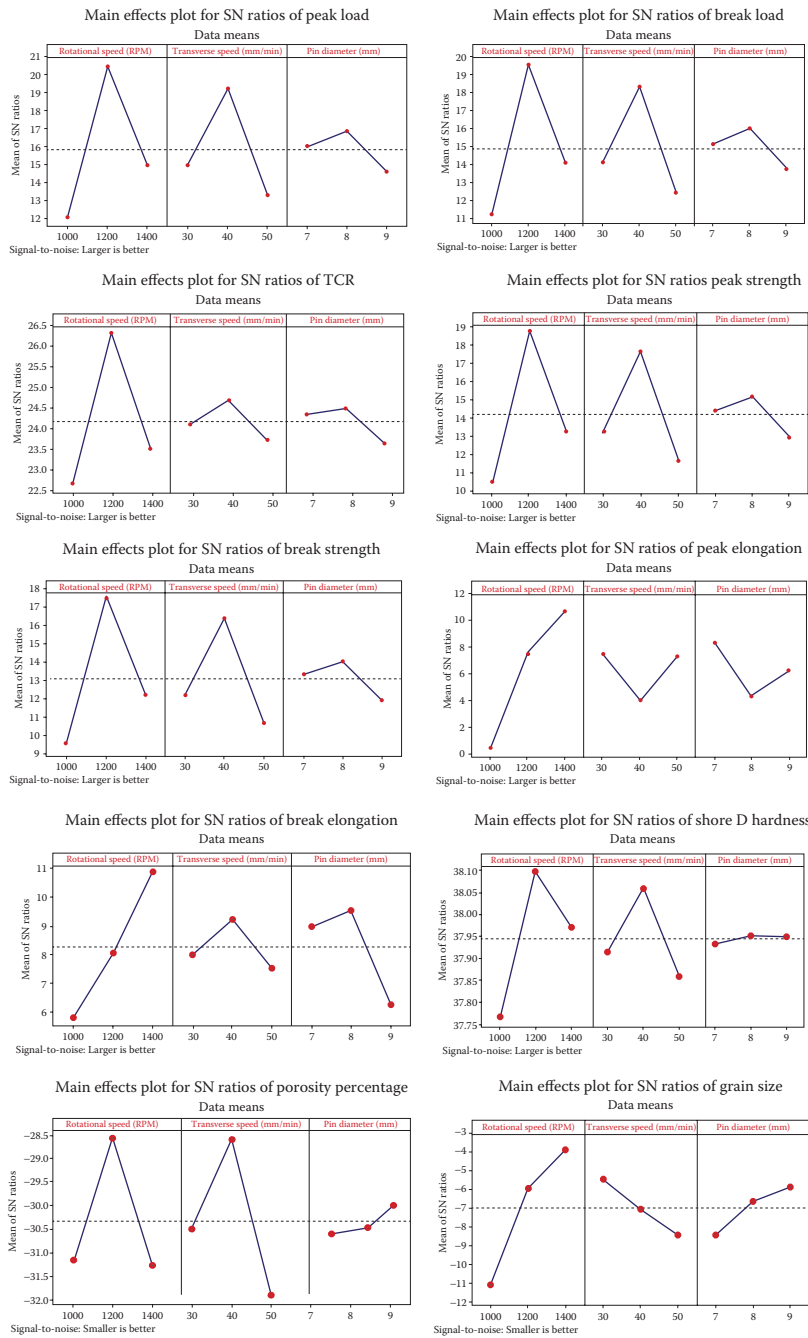 Main effects plot for SN ratios of peak load
Data means
Rotational speed (RPM) Transverse speed (mm/min) Pin diameter (mm)
Mean of SN ratios
21
20
19
18
17
16
15
14
13
12
1000 1200 1400 30 40 50 7 8 9
Signal-to-noise: Larger is better
Main effects plot for SN ratios of break load
Data means
Rotational speed (RPM) Transverse speed (mm/min) Pin diameter (mm)
Mean of SN ratios
20
19
18
17
16
15
14
13
12
11
1000 1200 1400 30 40 50 7 8 9
Signal-to-noise: Larger is better
Main effects plot for SN ratios of TCR
Data means
Rotational speed (RPM) Transverse speed (mm/min) Pin diameter (mm)
Mean of SN ratios
26.5
26.0
25.5
25.0
24.5
24.0
23.5
23.0
22.5
1000 1200 1400 30 40 50 7 8 9
Signal-to-noise: Larger is better
Main effects plot for SN ratios peak strength
Data means
Rotational speed (RPM) Transverse speed (mm/min) Pin diameter (mm)
Mean of SN ratios
19
18
17
16
15
14
13
12
11
10
1000 1200 1400 30 40 50 7 8 9
Signal-to-noise: Larger is better
Main effects plot for SN ratios of break strength
Data means
Rotational speed (RPM) Transverse speed (mm/min) Pin diameter (mm)
Mean of SN ratios
18
17
16
15
14
13
12
11
10
9
1000 1200 1400 30 40 50 7 8 9
Signal-to-noise: Larger is better
Main effects plot for SN ratios of peak elongation
Data means
Rotational speed (RPM) Transverse speed (mm/min) Pin diameter (mm)
Mean of SN ratios
12
10
8
6
4
2
0
1000 1200 1400 30 40 50 7 8 9
Signal-to-noise: Larger is better
Main effects plot for SN ratios of break elongation
Data means
Rotational speed (RPM) Transverse speed (mm/min) Pin diameter (mm)
Mean of SN ratios
11
10
9
8
7
6
1000 1200 1400 30 40 50 7 8 9
Signal-to-noise: Larger is better
Main effects plot for SN ratios of shore D hardness
Data means
Rotational speed (RPM) Transverse speed (mm/min) Pin diameter (mm)
Mean of SN ratios
38.10
38.05
38.00
37.95
37.90
37.85
37.80
37.75
1000 1200 1400 30 40 50 7 8 9
Signal-to-noise: Larger is better
Main effects plot for SN ratios of porosity percentage
Data means
Rotational speed (RPM) Transverse speed (mm/min) Pin diameter (mm)
Mean of SN ratios
−28.5
−29.0
−29.5
−30.0
−30.5
−31.0
−31.5
−32.0
1000 1200 1400 30 40 50 7 8 9
Signal-to-noise: Smaller is better
Main effects plot for SN ratios of grain size
Data means
Rotational speed (RPM) Transverse speed (mm/min) Pin diameter (mm)
Mean of SN ratios
−3
−4
−5
−6
−7
−8
−9
−10
−11
−12
1000 1200 1400 30 40 50 7 8 9
Signal-to-noise: Smaller is better